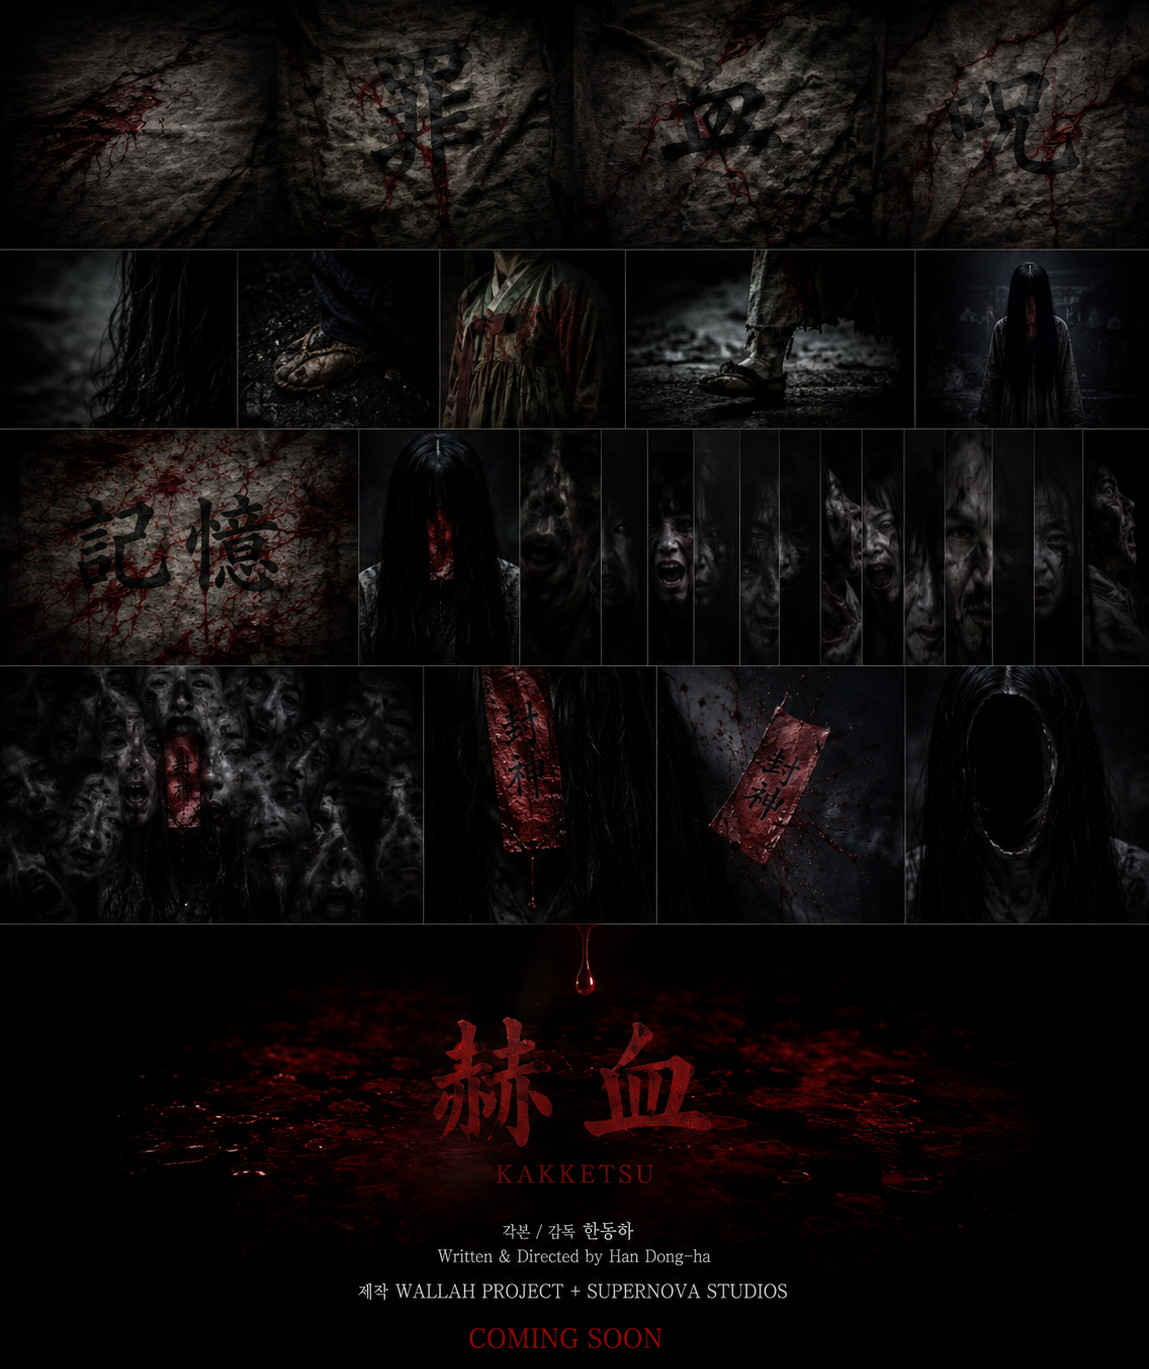 罪
血
呪
記憶
封神
封神
封神
赫血
KAKKETSU
각본 / 감독 한동하
Written & Directed by Han Dong-ha
제작 WALLAH PROJECT + SUPERNOVA STUDIOS
COMING SOON